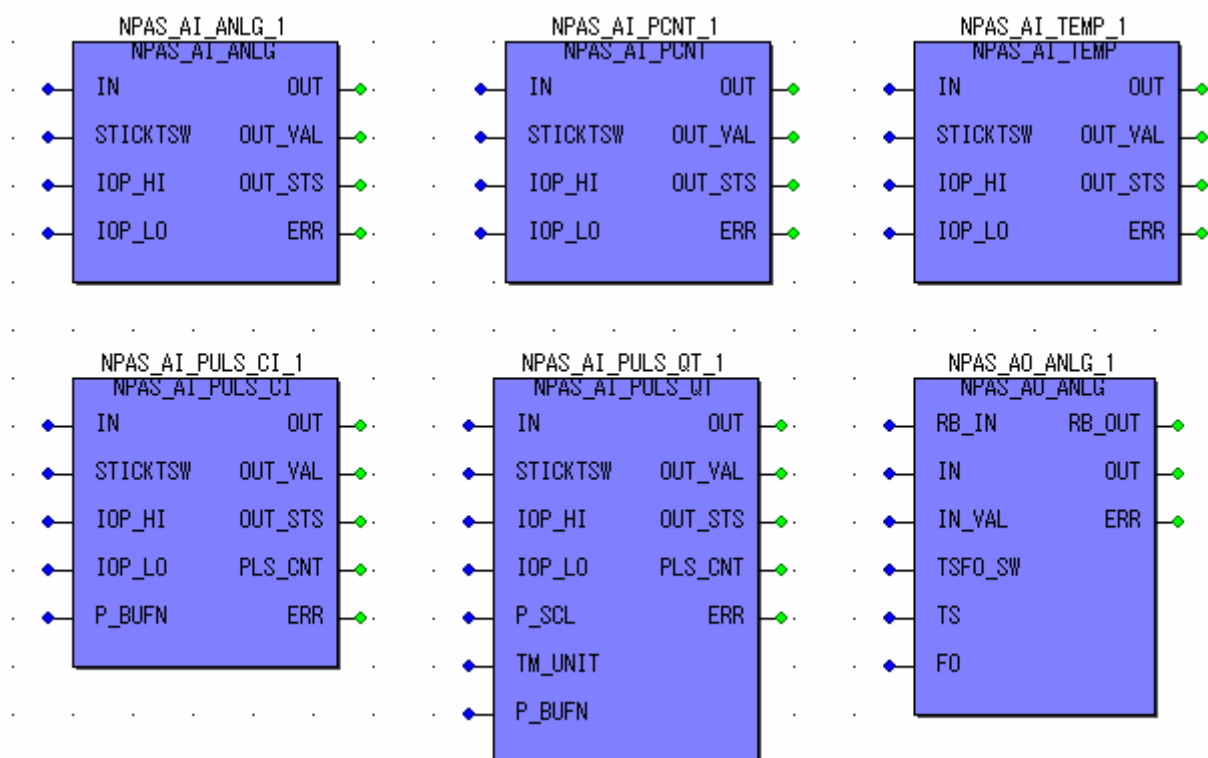 NPAS_AI_ANLG_1
NPAS_AI_ANLG
IN OUT
STICKTSW OUT_VAL
IOP_HI OUT_STS
IOP_LO ERR
NPAS_AI_PCNT_1
NPAS_AI_PCNT
IN OUT
STICKTSW OUT_VAL
IOP_HI OUT_STS
IOP_LO ERR
NPAS_AI_TEMP_1
NPAS_AI_TEMP
IN OUT
STICKTSW OUT_VAL
IOP_HI OUT_STS
IOP_LO ERR
NPAS_AI_PULS_CI_1
NPAS_AI_PULS_CI
IN OUT
STICKTSW OUT_VAL
IOP_HI OUT_STS
IOP_LO PLS_CNT
P_BUFN ERR
NPAS_AI_PULS_QT_1
NPAS_AI_PULS_QT
IN OUT
STICKTSW OUT_VAL
IOP_HI OUT_STS
IOP_LO PLS_CNT
P_SCL ERR
TM_UNIT
P_BUFN
NPAS_AO_ANLG_1
NPAS_AO_ANLG
RB_IN RB_OUT
IN OUT
IN_VAL ERR
TSFO_SW
TS
FO